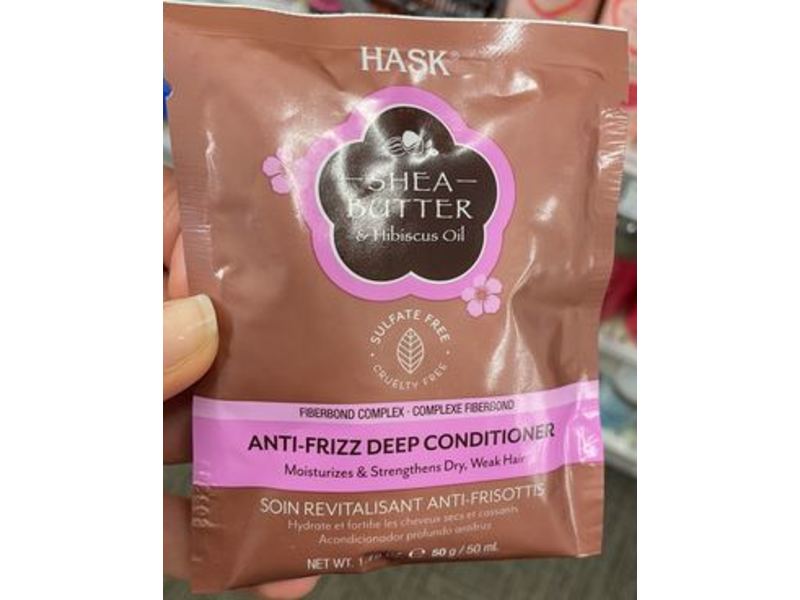 HASK
SHEA
BUTTER
& Hibiscus Oil
SULFATE FREE
CRUELTY FREE
FIBERBOND COMPLEX · COMPLEXE FIBERBOND
ANTI-FRIZZ DEEP CONDITIONER
Moisturizes & Strengthens Dry, Weak Hair
SOIN REVITALISANT ANTI-FRISOTTIS
Hydrate et fortifie les cheveux secs et cassants
Acondicionador profundo antifriz
NET WT. ℮ 50 g / 50 mL